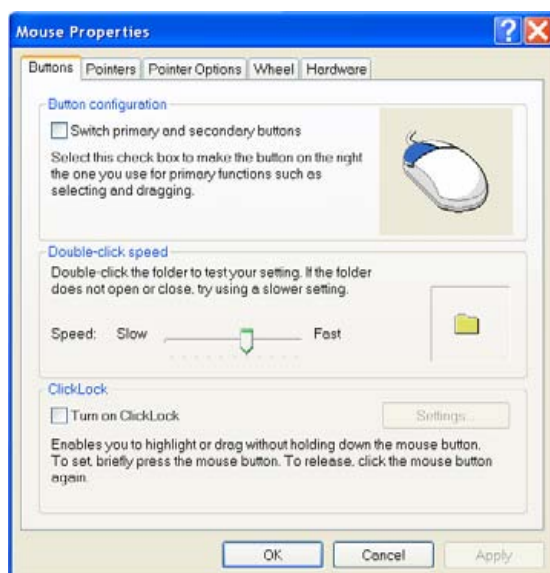 Mouse Properties
Buttons Pointers Pointer Options Wheel Hardware
Button configuration
Switch primary and secondary buttons
Select this check box to make the button on the right
the one you use for primary functions such as
selecting and dragging.
Double-click speed
Double-click the folder to test your setting. If the folder
does not open or close, try using a slower setting.
Speed: Slow Fast
ClickLock
Turn on ClickLock Settings...
Enables you to highlight or drag without holding down the mouse button.
To set, briefly press the mouse button. To release, click the mouse button
again.
OK Cancel Apply